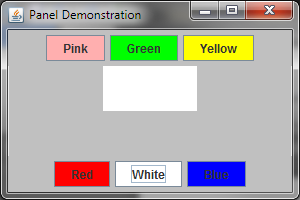 Panel Demonstration
Pink Green Yellow
Red White Blue